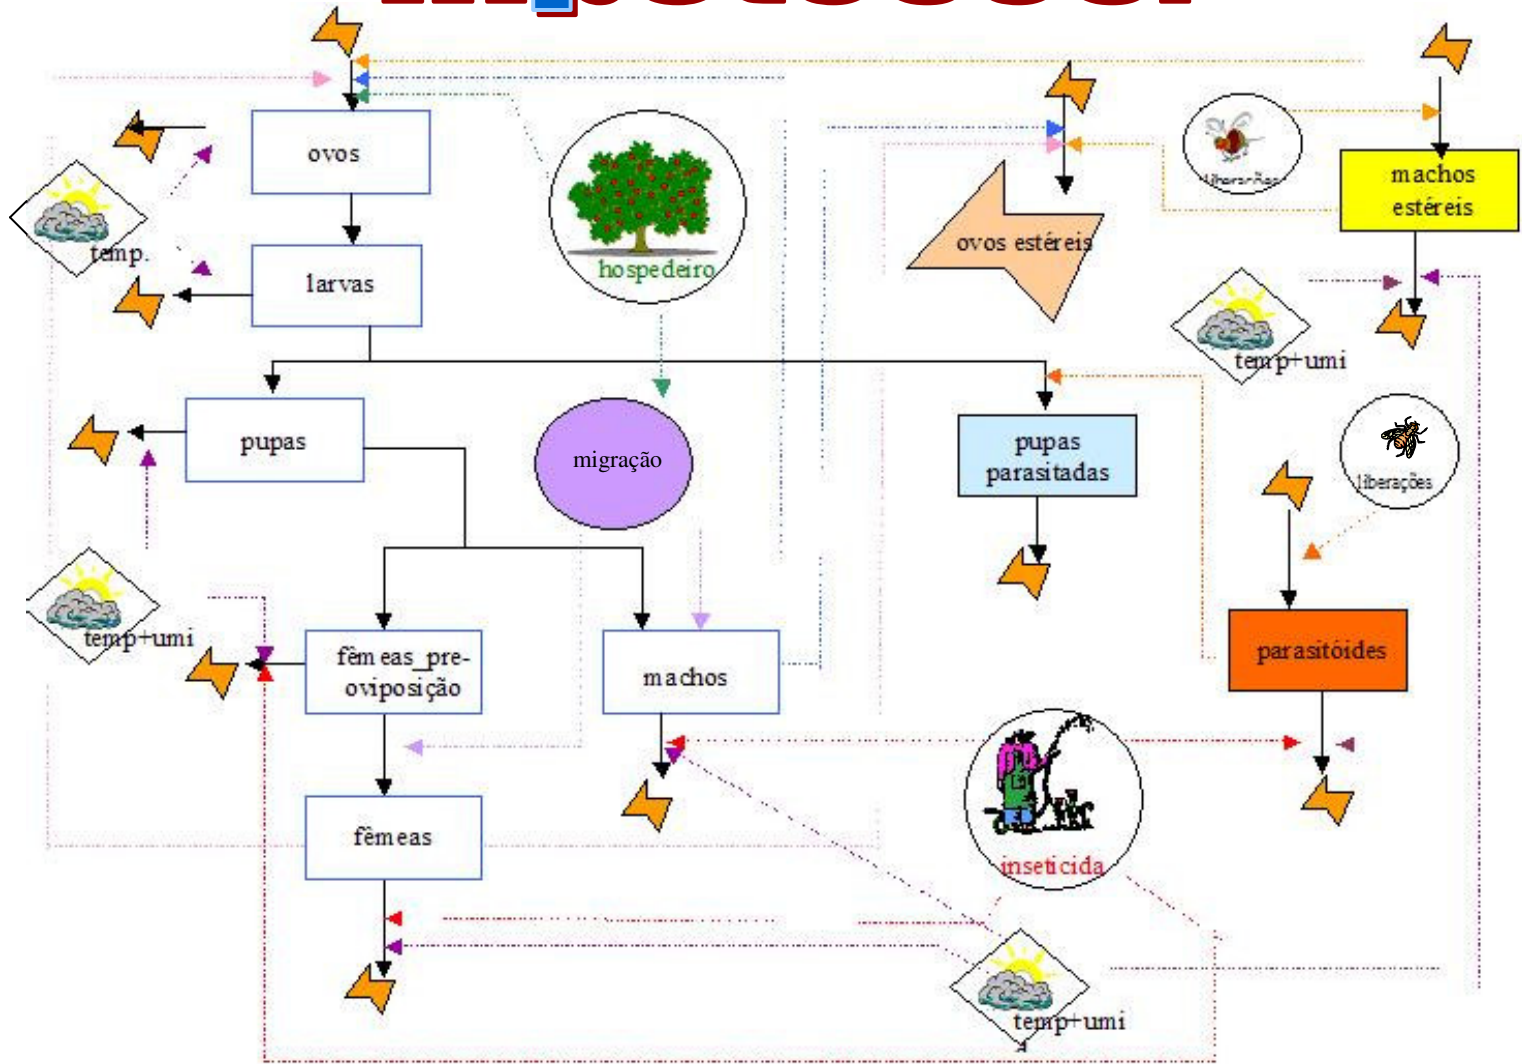 ovos
temp.
larvas
hospedeiro
ovos estéreis
liberações
machos
estéreis
temp+umi
pupas
migração
pupas
parasitadas
liberações
temp+umi
fêmeas_pre-
oviposição
machos
parasitóides
fêmeas
inseticida
temp+umi